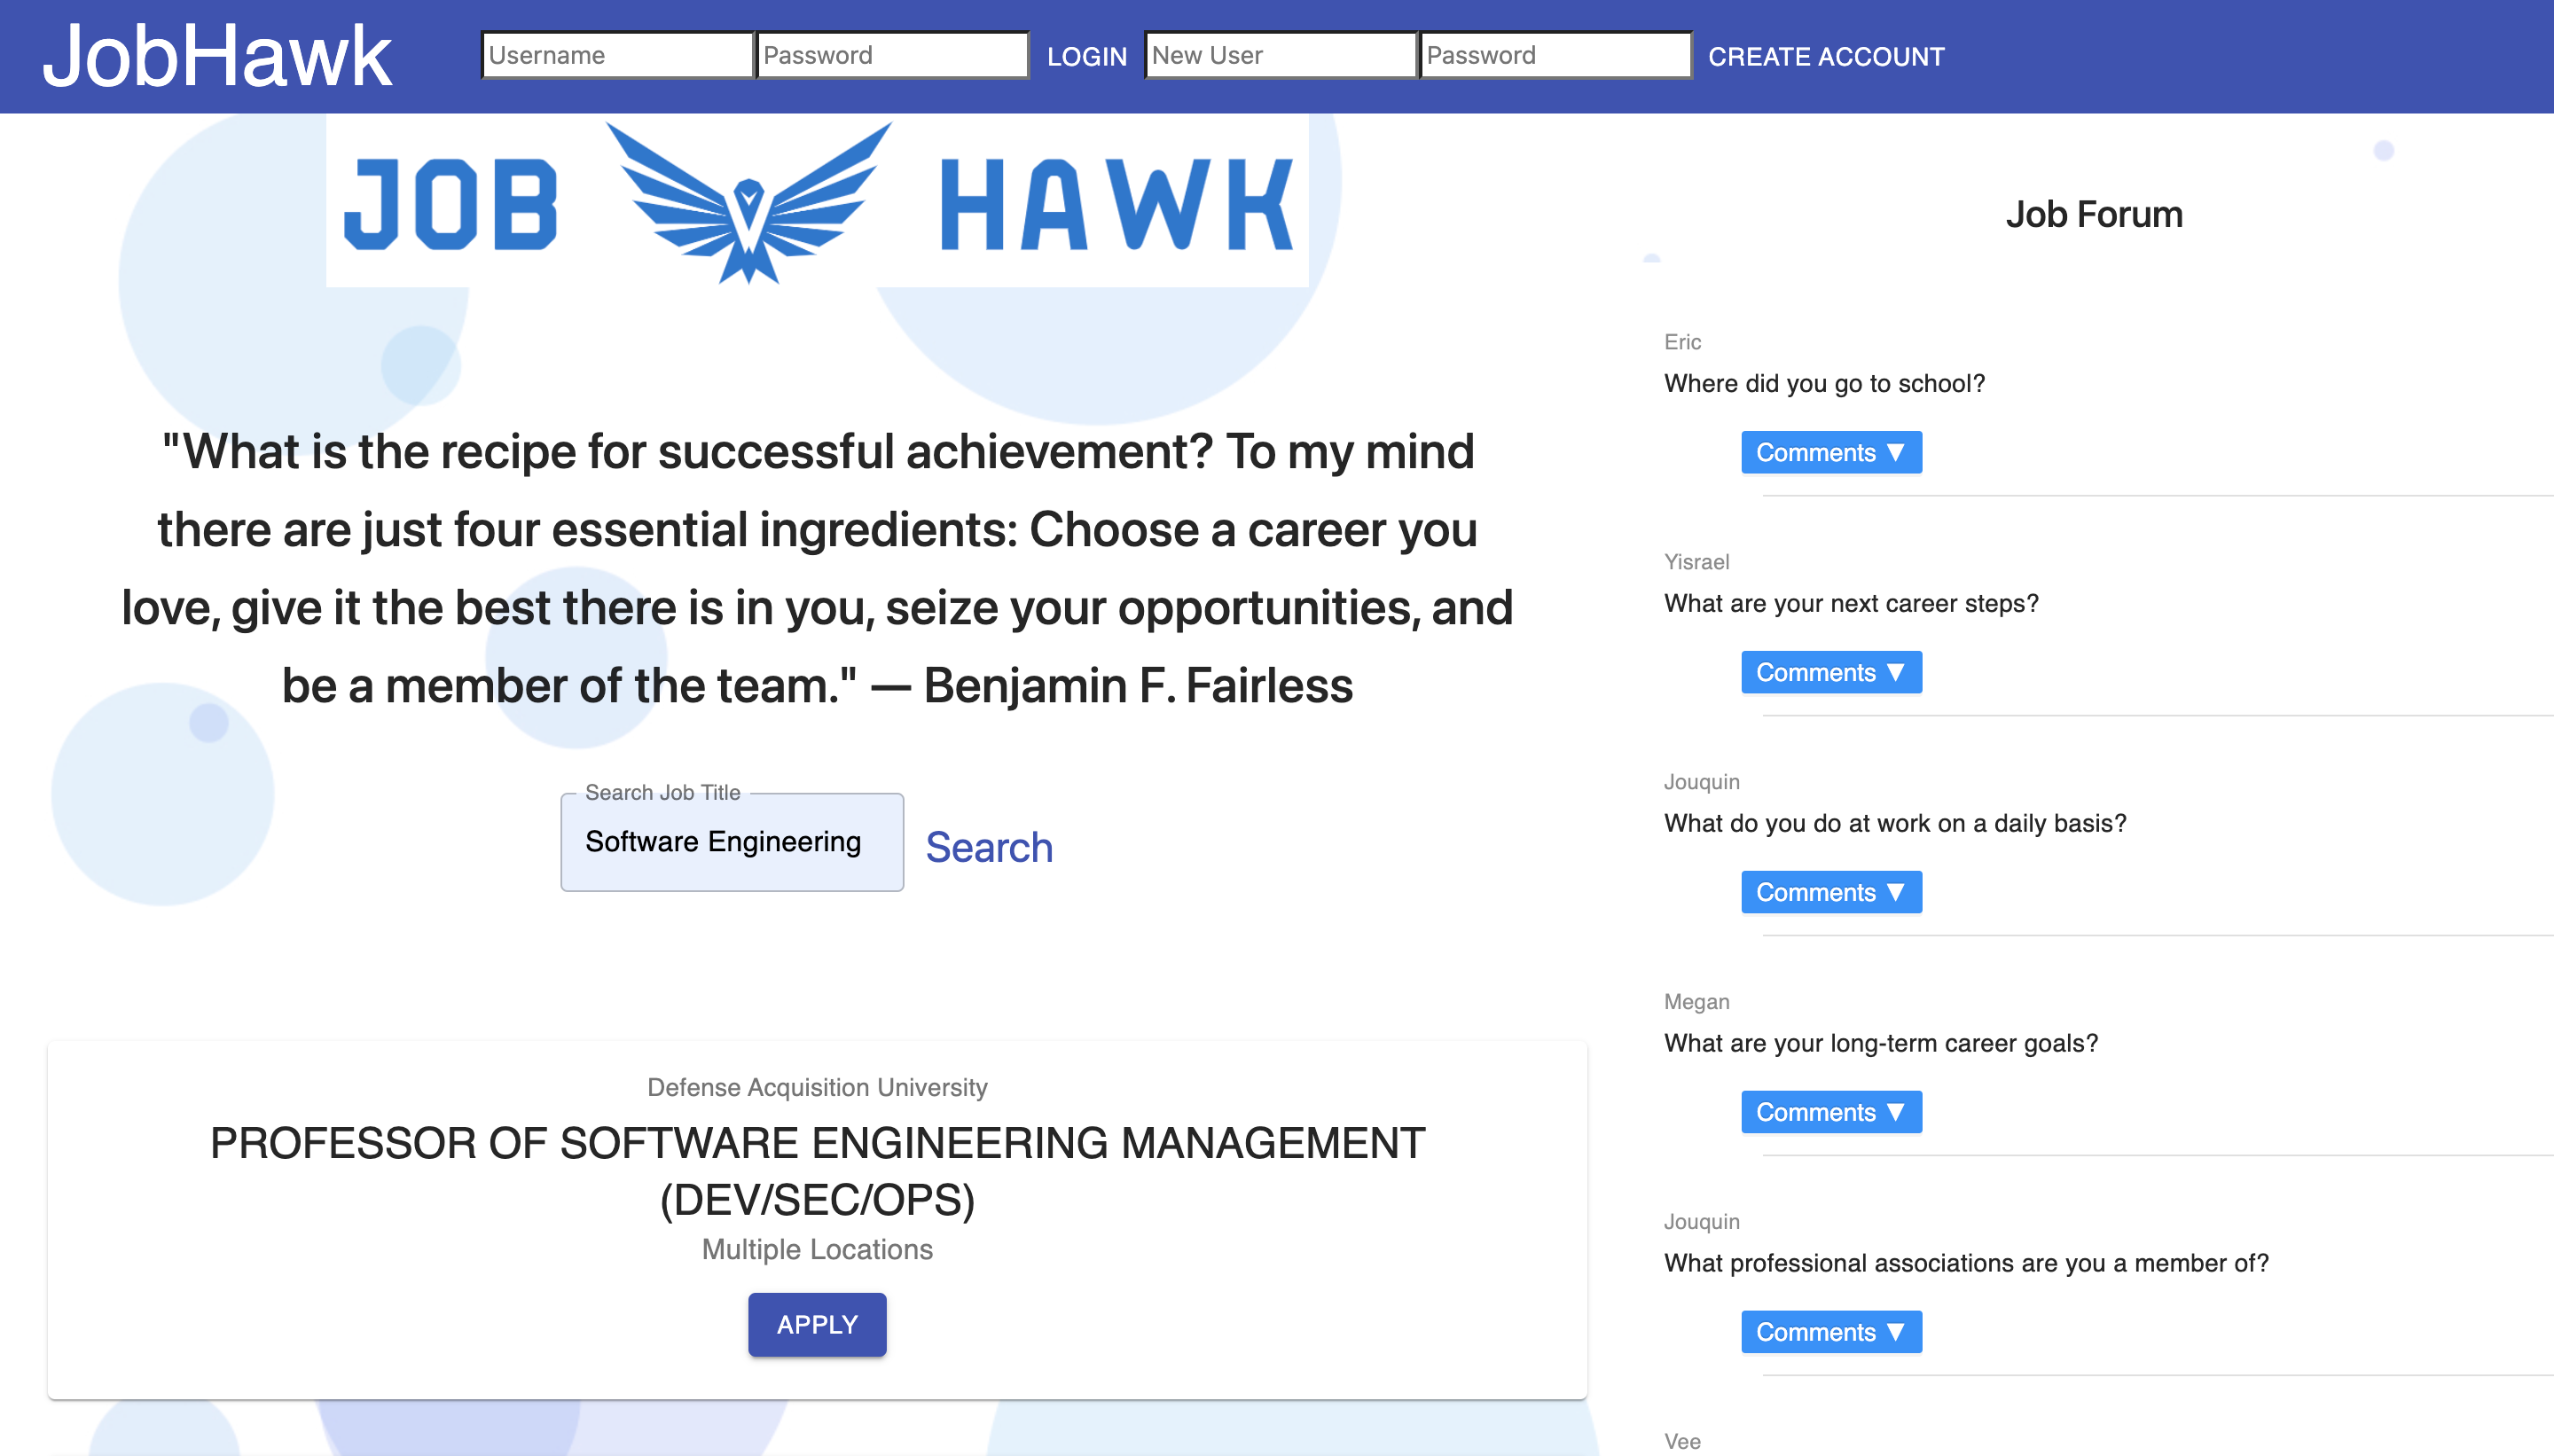 JobHawk
Username
Password
LOGIN
New User
Password
CREATE ACCOUNT
JOB HAWK
"What is the recipe for successful achievement? To my mind
there are just four essential ingredients: Choose a career you
love, give it the best there is in you, seize your opportunities, and
be a member of the team." — Benjamin F. Fairless
Search Job Title
Software Engineering
Search
Defense Acquisition University
PROFESSOR OF SOFTWARE ENGINEERING MANAGEMENT
(DEV/SEC/OPS)
Multiple Locations
APPLY
Job Forum
Eric
Where did you go to school?
Comments ▼
Yisrael
What are your next career steps?
Comments ▼
Jouquin
What do you do at work on a daily basis?
Comments ▼
Megan
What are your long-term career goals?
Comments ▼
Jouquin
What professional associations are you a member of?
Comments ▼
Vee